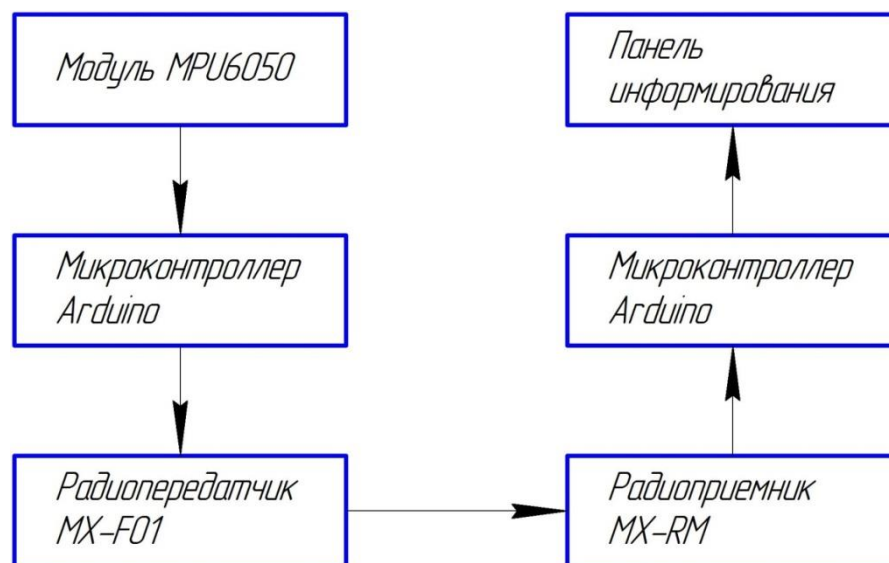 Модуль MPU6050
Панель
информирования
Микроконтроллер
Arduino
Микроконтроллер
Arduino
Радиопередатчик
MX-F01
Радиоприемник
MX-RM